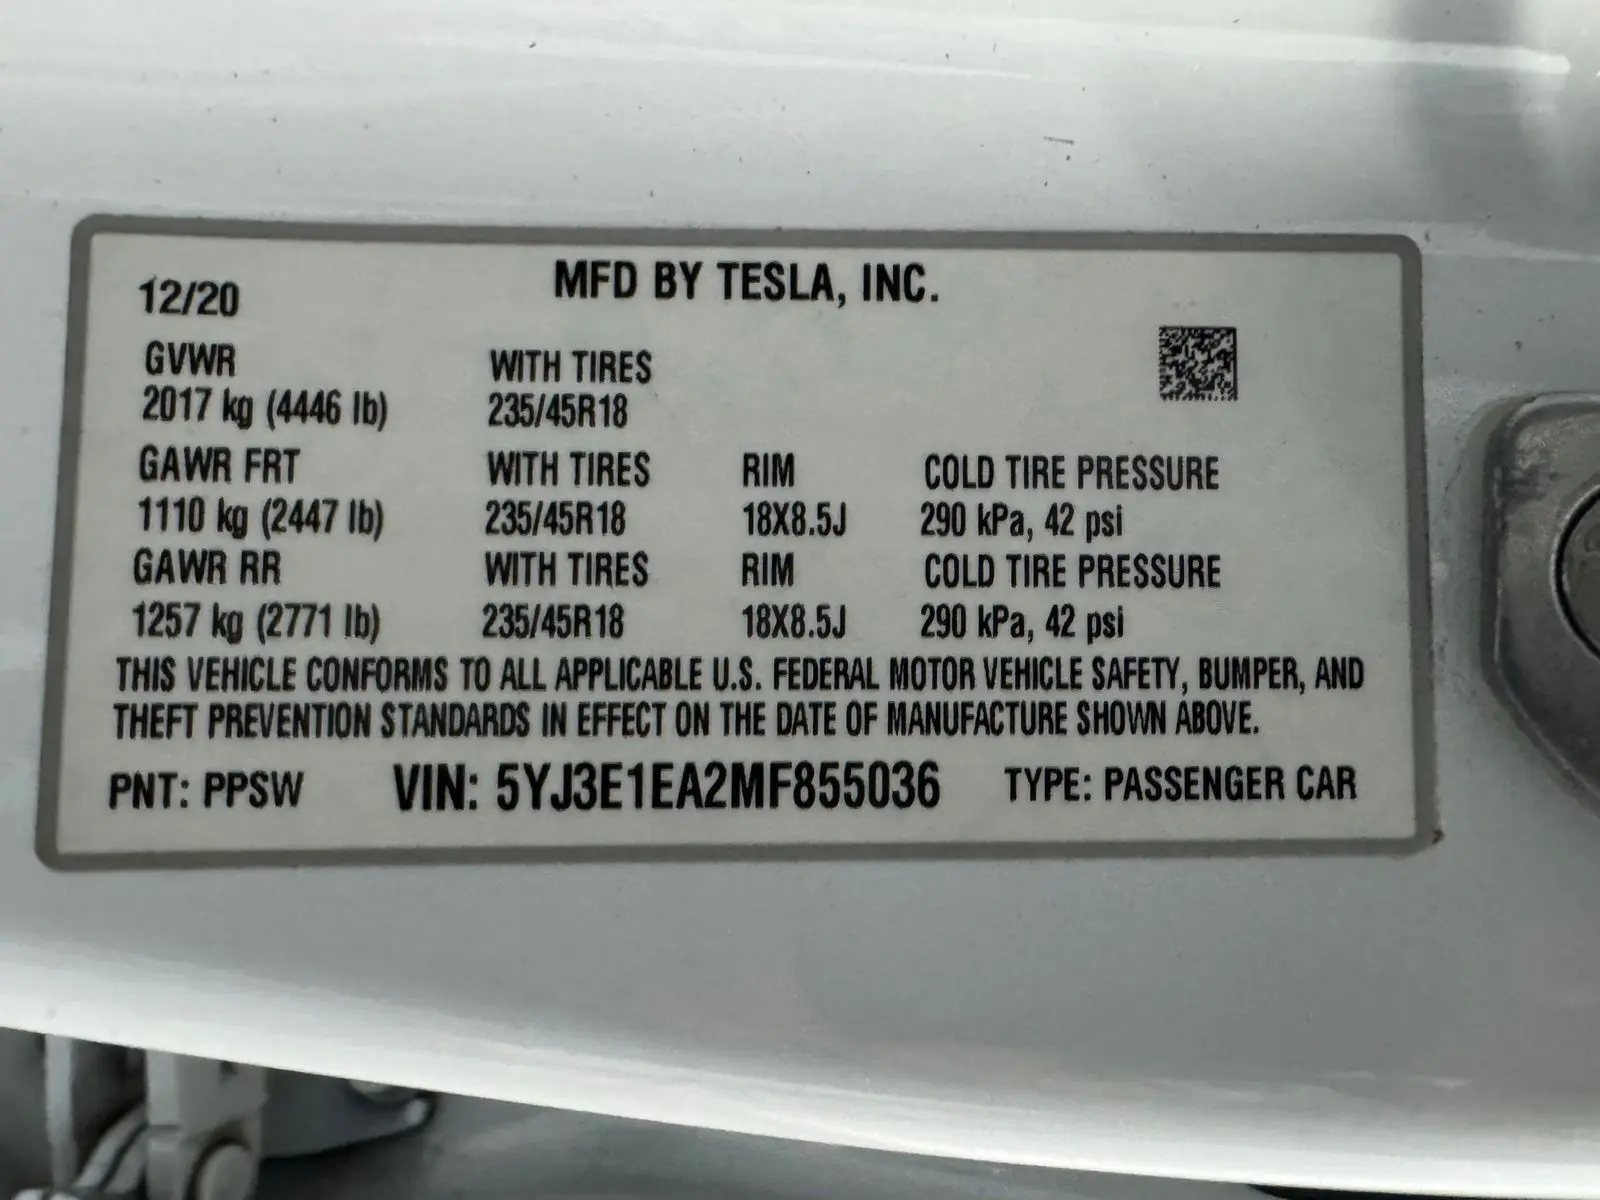 12/20 MFD BY TESLA, INC.
GVWR WITH TIRES
2017 kg (4446 lb) 235/45R18
GAWR FRT WITH TIRES RIM COLD TIRE PRESSURE
1110 kg (2447 lb) 235/45R18 18X8.5J 290 kPa, 42 psi
GAWR RR WITH TIRES RIM COLD TIRE PRESSURE
1257 kg (2771 lb) 235/45R18 18X8.5J 290 kPa, 42 psi
THIS VEHICLE CONFORMS TO ALL APPLICABLE U.S. FEDERAL MOTOR VEHICLE SAFETY, BUMPER, AND
THEFT PREVENTION STANDARDS IN EFFECT ON THE DATE OF MANUFACTURE SHOWN ABOVE.
PNT: PPSW VIN: 5YJ3E1EA2MF855036 TYPE: PASSENGER CAR